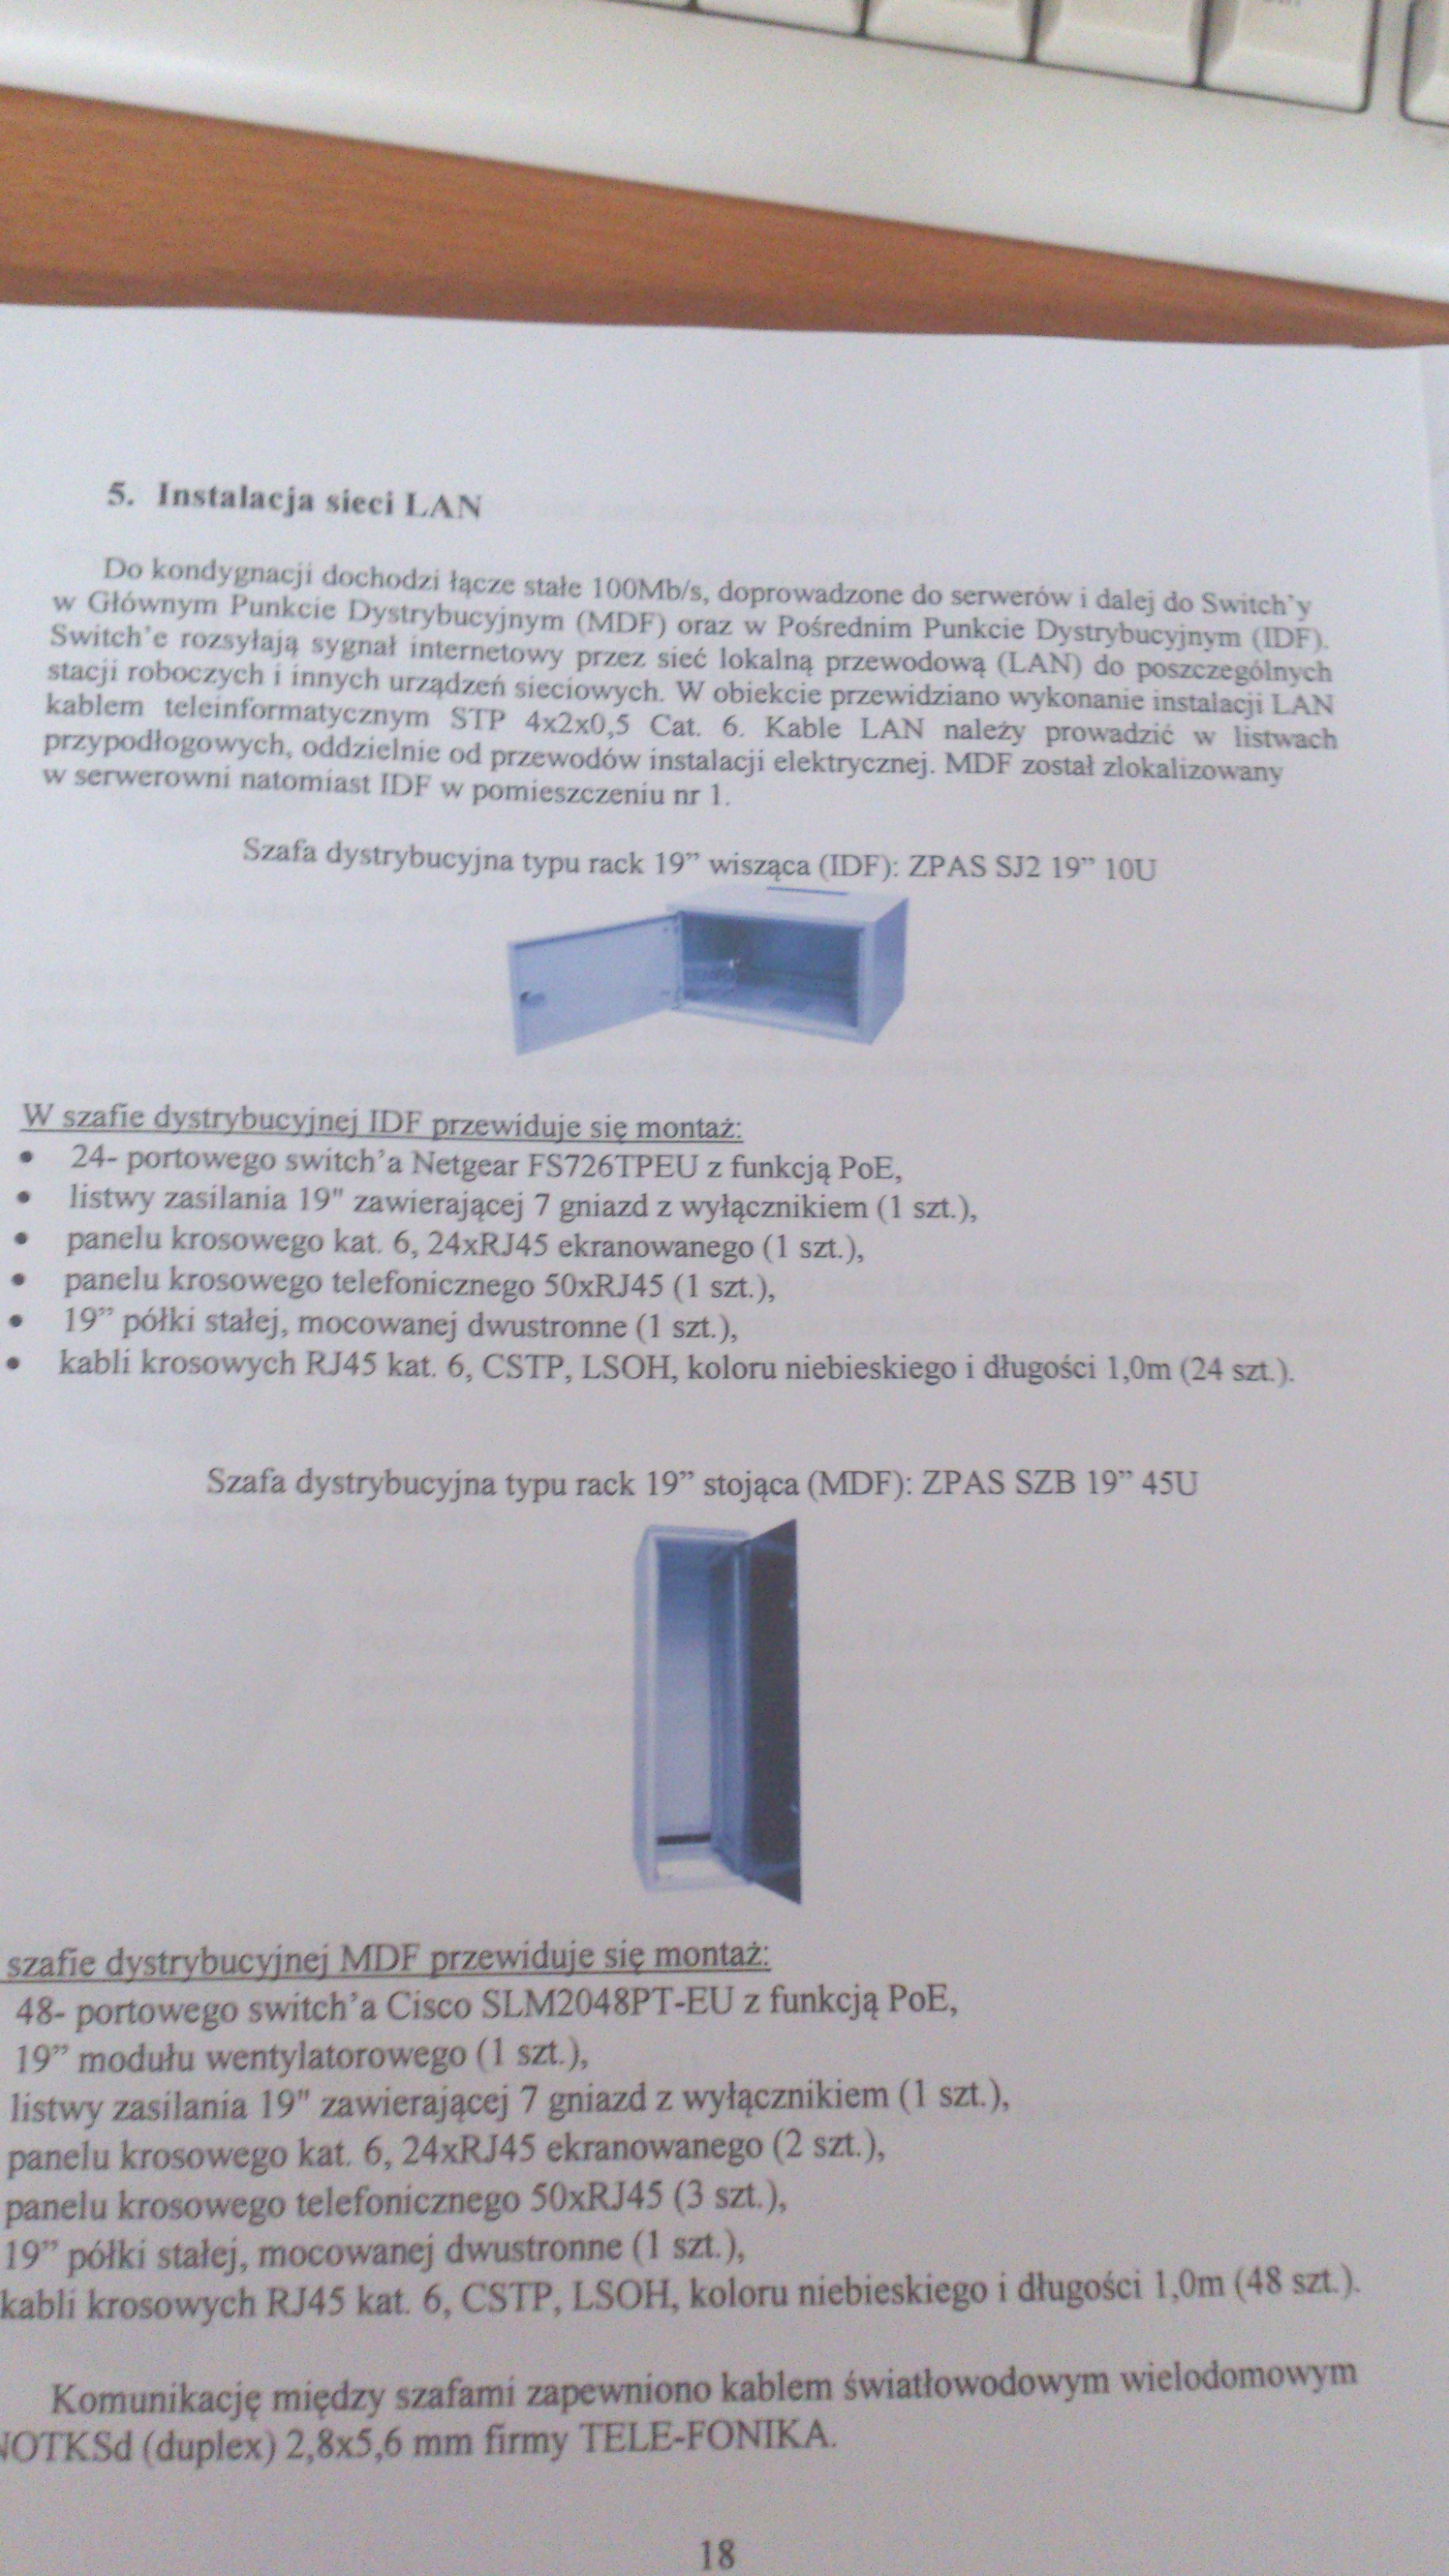 5. Instalacja sieci LAN
Do kondygnacji dochodzi łącze stałe 100Mb/s, doprowadzone do serwerów i dalej do Switch'y
w Głównym Punkcie Dystrybucyjnym (MDF) oraz w Pośrednim Punkcie Dystrybucyjnym (IDF).
Switch'e rozsyłają sygnał internetowy przez sieć lokalną przewodową (LAN) do poszczególnych
stacji roboczych i innych urządzeń sieciowych. W obiekcie przewidziano wykonanie instalacji LAN
kablem teleinformatycznym STP 4x2x0,5 Cat. 6. Kable LAN należy prowadzić w listwach
przypodłogowych, oddzielnie od przewodów instalacji elektrycznej. MDF został zlokalizowany
w serwerowni natomiast IDF w pomieszczeniu nr 1.
Szafa dystrybucyjna typu rack 19” wisząca (IDF): ZPAS SJ2 19” 10U
W szafie dystrybucyjnej IDF przewiduje się montaż:
• 24- portowego switch’a Netgear FS726TPEU z funkcją PoE,
• listwy zasilania 19" zawierającej 7 gniazd z wyłącznikiem (1 szt.),
• panelu krosowego kat. 6, 24xRJ45 ekranowanego (1 szt.),
• panelu krosowego telefonicznego 50xRJ45 (1 szt.),
• 19” półki stałej, mocowanej dwustronne (1 szt.),
• kabli krosowych RJ45 kat. 6, CSTP, LSOH, koloru niebieskiego i długości 1,0m (24 szt.).
Szafa dystrybucyjna typu rack 19” stojąca (MDF): ZPAS SZB 19” 45U
szafie dystrybucyjnej MDF przewiduje się montaż:
48- portowego switch’a Cisco SLM2048PT-EU z funkcją PoE,
19” modułu wentylatorowego (1 szt.),
listwy zasilania 19" zawierającej 7 gniazd z wyłącznikiem (1 szt.),
panelu krosowego kat. 6, 24xRJ45 ekranowanego (2 szt.),
panelu krosowego telefonicznego 50xRJ45 (3 szt.),
19” półki stałej, mocowanej dwustronne (1 szt.),
kabli krosowych RJ45 kat. 6, CSTP, LSOH, koloru niebieskiego i długości 1,0m (48 szt.).
Komunikację między szafami zapewniono kablem światłowodowym wielodomowym
OTKSd (duplex) 2,8x5,6 mm firmy TELE-FONIKA.
18